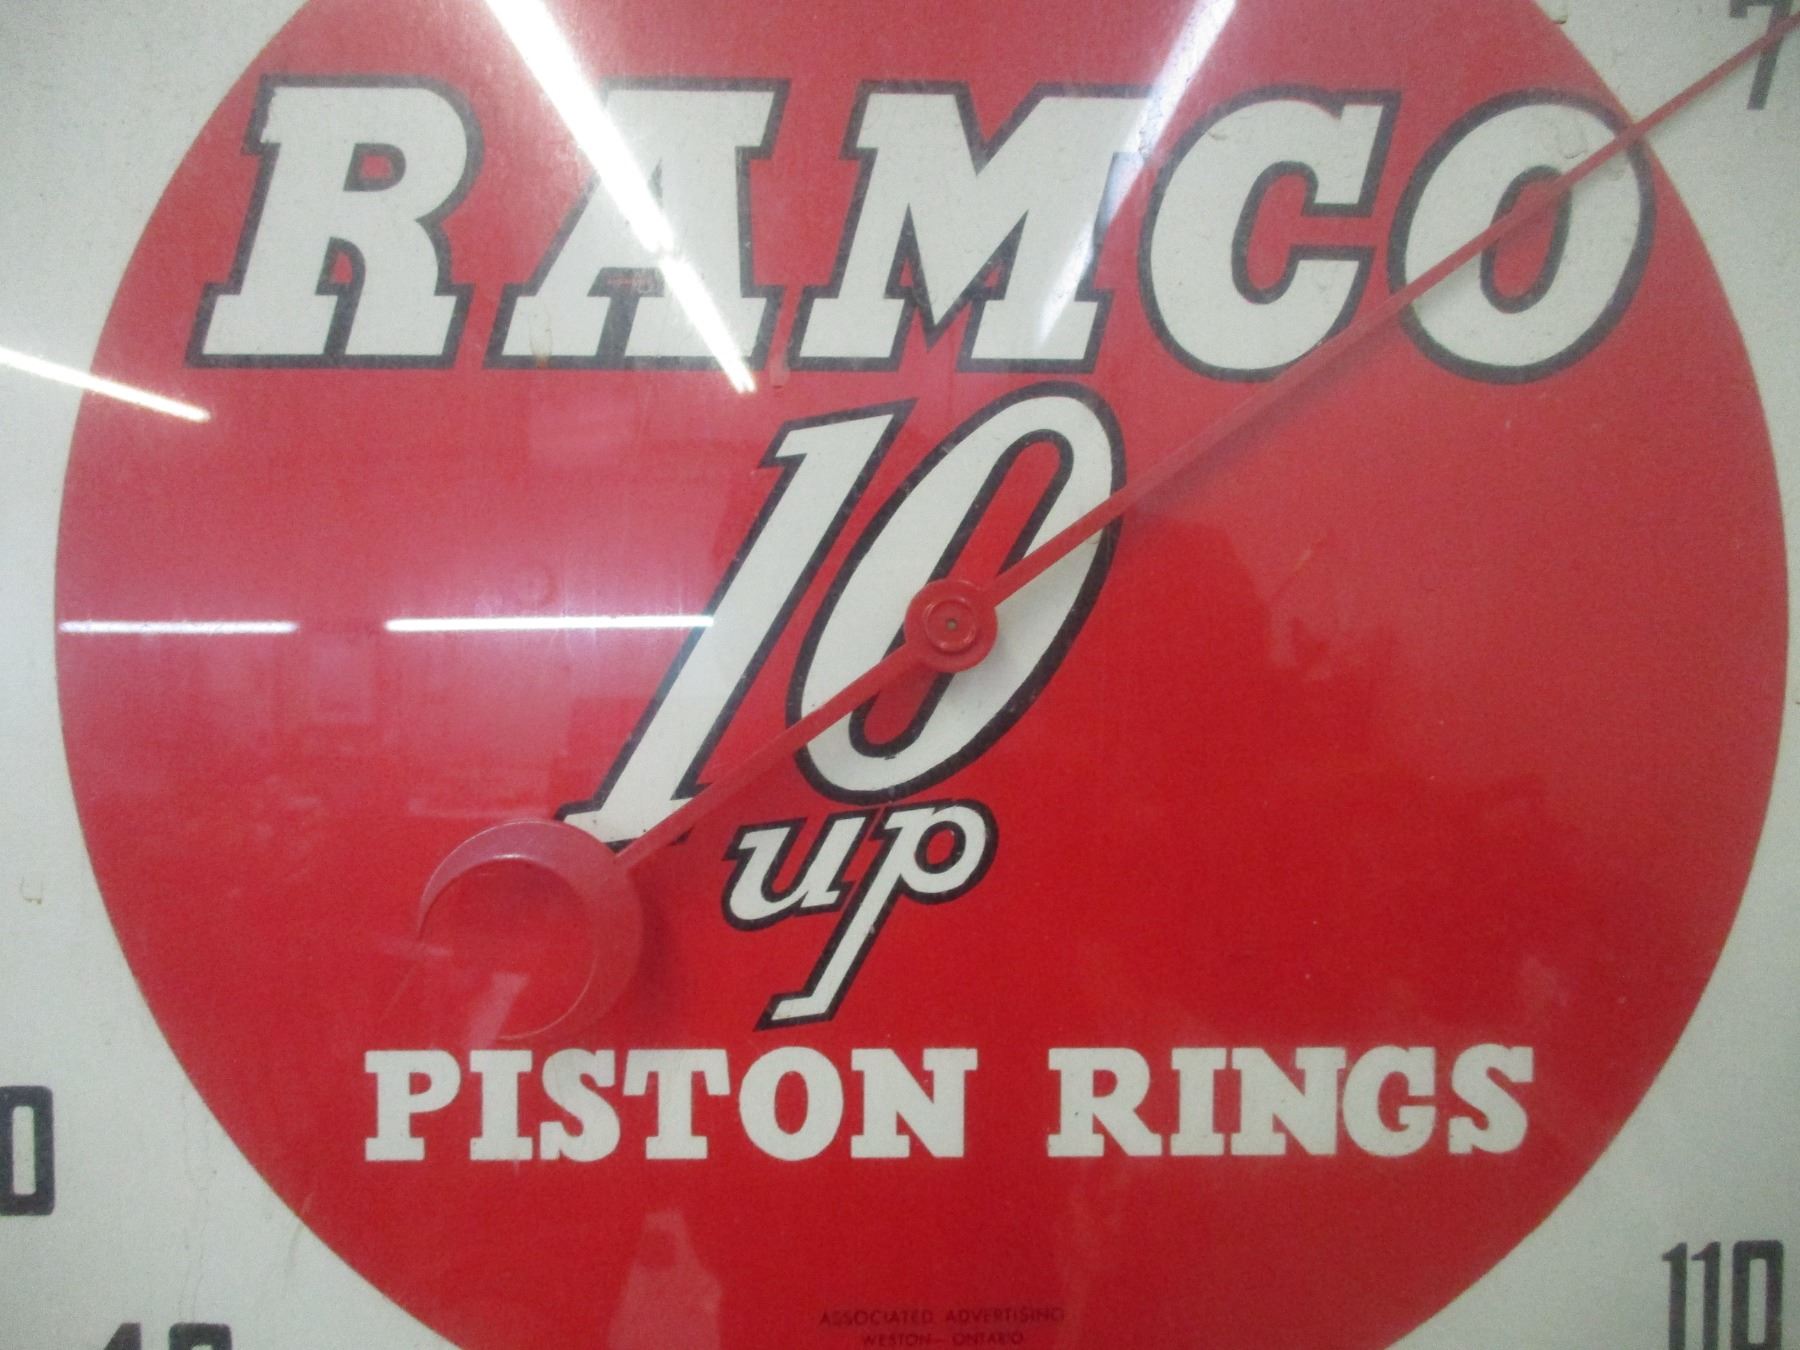 RAMCO
10
up
PISTON RINGS
110
ASSOCIATED ADVERTISING
WESTON - ONTARIO